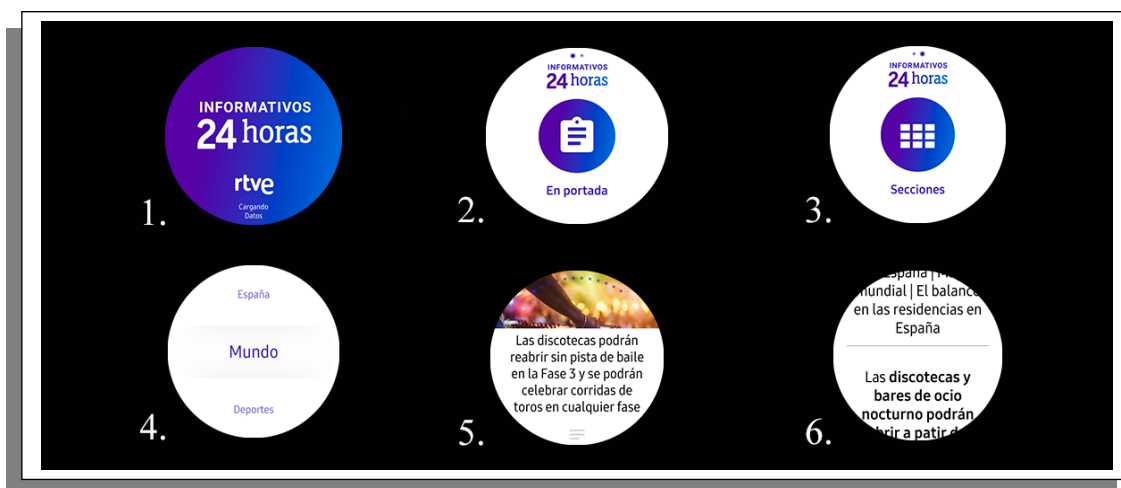 INFORMATIVOS
24 horas
rtve
Cargando
Datos
1.
INFORMATIVOS
24 horas
En portada
2.
INFORMATIVOS
24 horas
Secciones
3.
España
Mundo
Deportes
4.
Las discotecas podrán
reabrir sin pista de baile
en la Fase 3 y se podrán
celebrar corridas de
toros en cualquier fase
5.
España |
mundial | El balance
en las residencias en
España
Las discotecas y
bares de ocio
nocturno podrán
abrir a patir
6.